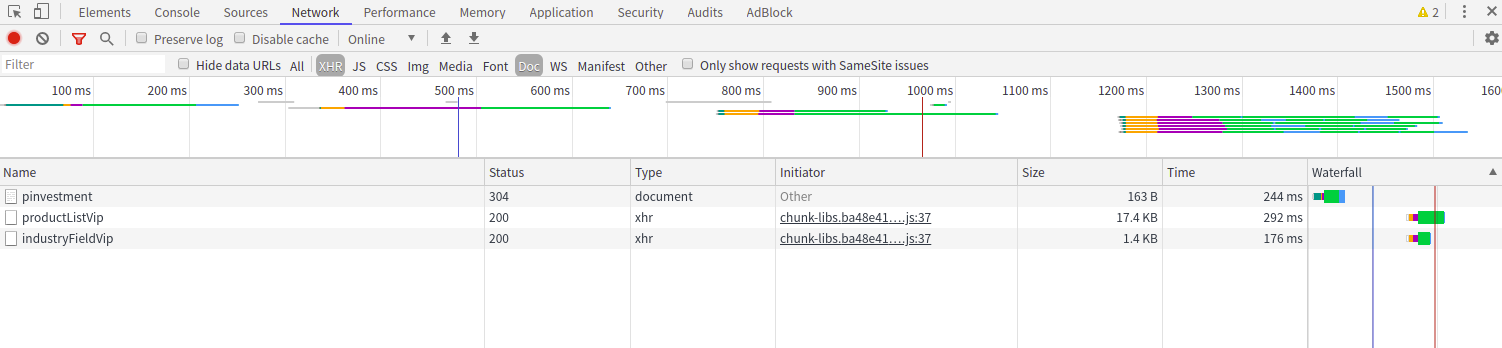 Elements Console Sources Network Performance Memory Application Security Audits AdBlock 2
Preserve log Disable cache Online
Filter Hide data URLs All XHR JS CSS Img Media Font Doc WS Manifest Other Only show requests with SameSite issues
100 ms 200 ms 300 ms 400 ms 500 ms 600 ms 700 ms 800 ms 900 ms 1000 ms 1100 ms 1200 ms 1300 ms 1400 ms 1500 ms 1600
Name Status Type Initiator Size Time Waterfall
pinvestment 304 document Other 163 B 244 ms
productListVip 200 xhr chunk-libs.ba48e41….js:37 17.4 KB 292 ms
industryFieldVip 200 xhr chunk-libs.ba48e41….js:37 1.4 KB 176 ms